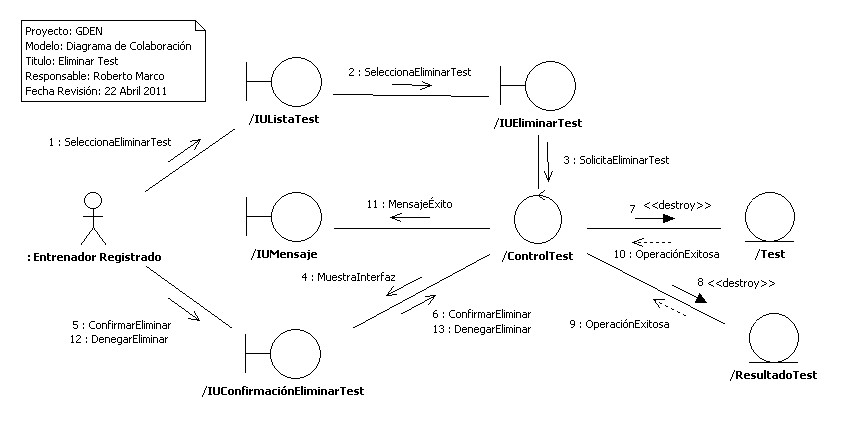 Proyecto: GDEN
Modelo: Diagrama de Colaboración
Titulo: Eliminar Test
Responsable: Roberto Marco
Fecha Revisión: 22 Abril 2011
2 : SeleccionaEliminarTest
/IUListaTest
/IUEliminarTest
1 : SeleccionaEliminarTest
3 : SolicitaEliminarTest
11 : MensajeÉxito
7 <<destroy>>
: Entrenador Registrado
/IUMensaje
/ControlTest
10 : OperaciónExitosa
/Test
4 : MuestraInterfaz
8 <<destroy>>
5 : ConfirmarEliminar
12 : DenegarEliminar
6 : ConfirmarEliminar
13 : DenegarEliminar
9 : OperaciónExitosa
/ResultadoTest
/IUConfirmaciónEliminarTest